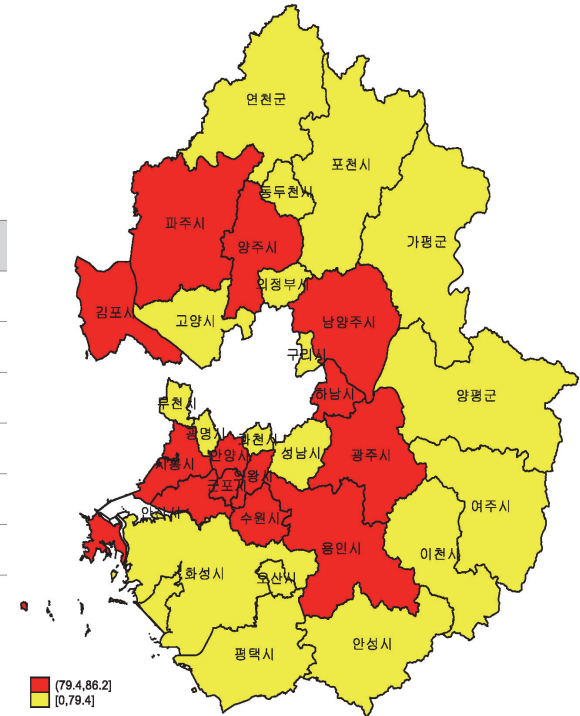 연천군
포천시
동두천시
파주시
양주시
가평군
의정부시
김포시
고양시
남양주시
구리시
하남시
양평군
부천시
광명시
과천시
안양시
성남시
광주시
시흥시
의왕시
군포시
여주시
안산시
수원시
용인시
이천시
화성시
오산시
안성시
평택시
(79.4,86.2]
[0,79.4]